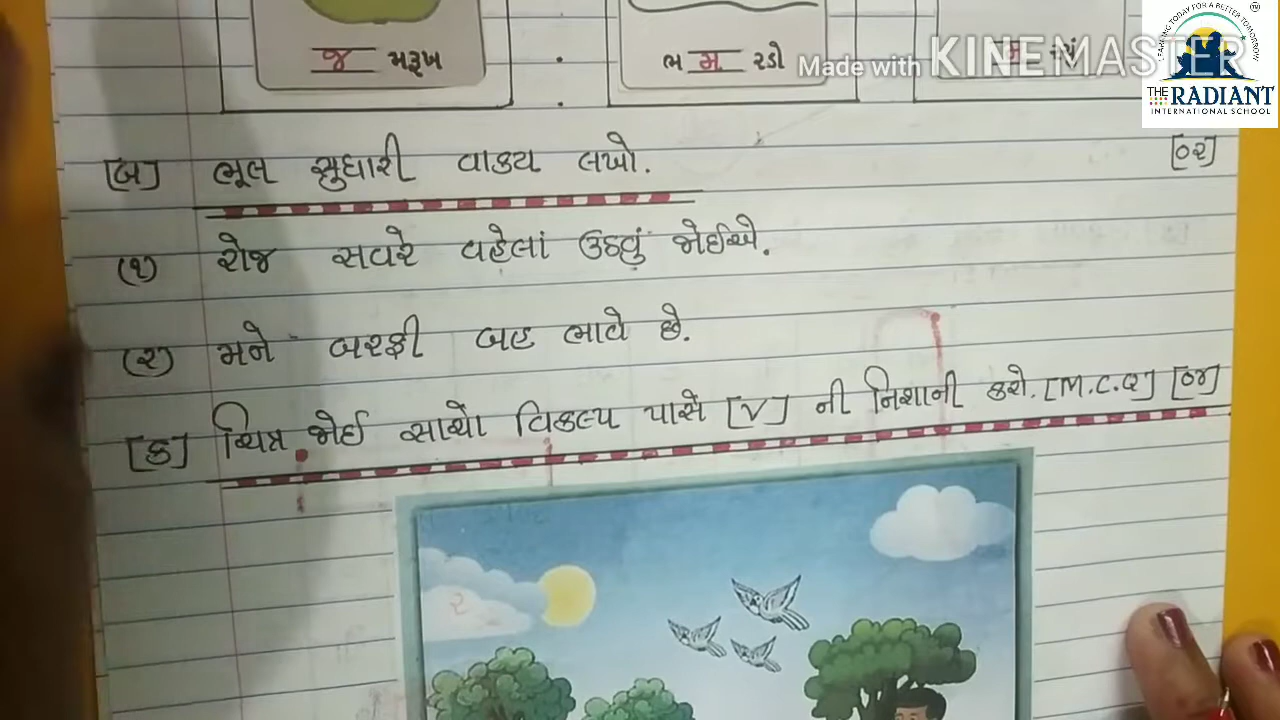 જ મરૂખ
ભ મ રડો
Made with KINEMASTER
THE RADIANT
INTERNATIONAL SCHOOL
[બ] ભૂલ સુધારી વાક્ય લખો. [૦૨]
(૧) રોજ સવરે વહેલાં ઉઠવું જોઈએ.
(૨) મને બરફી બહ ભાવે છે.
[ક] ચિત્ર જોઈ સાચો વિકલ્પ પાસે [✓] ની નિશાની કરો. [M.C.Q] [૦૪]